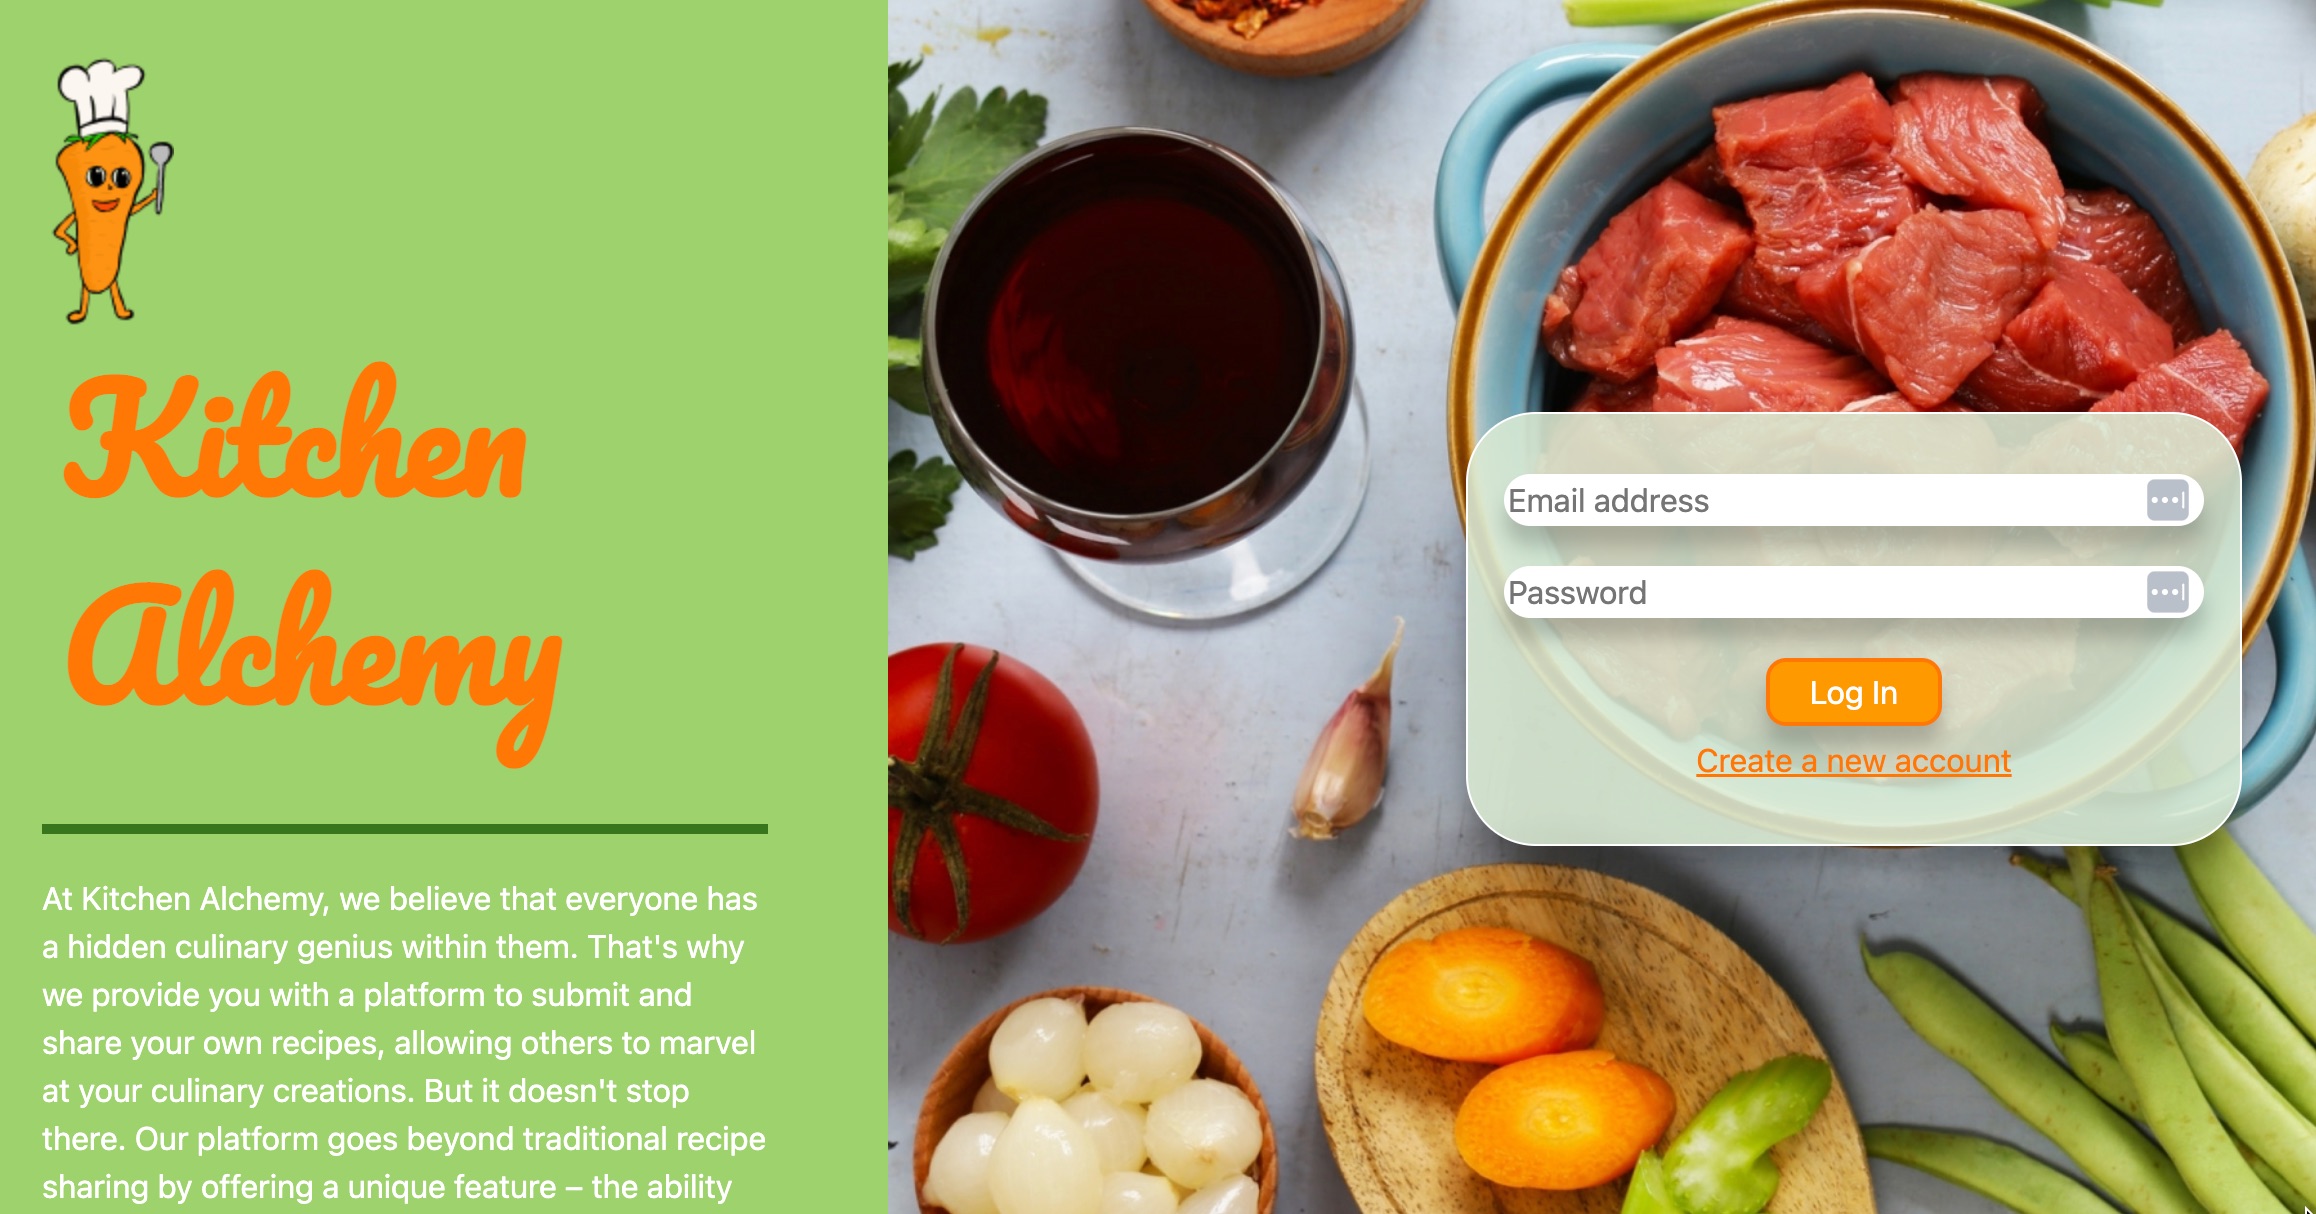 Kitchen
Alchemy
At Kitchen Alchemy, we believe that everyone has
a hidden culinary genius within them. That's why
we provide you with a platform to submit and
share your own recipes, allowing others to marvel
at your culinary creations. But it doesn't stop
there. Our platform goes beyond traditional recipe
sharing by offering a unique feature – the ability
Email address
Password
Log In
Create a new account